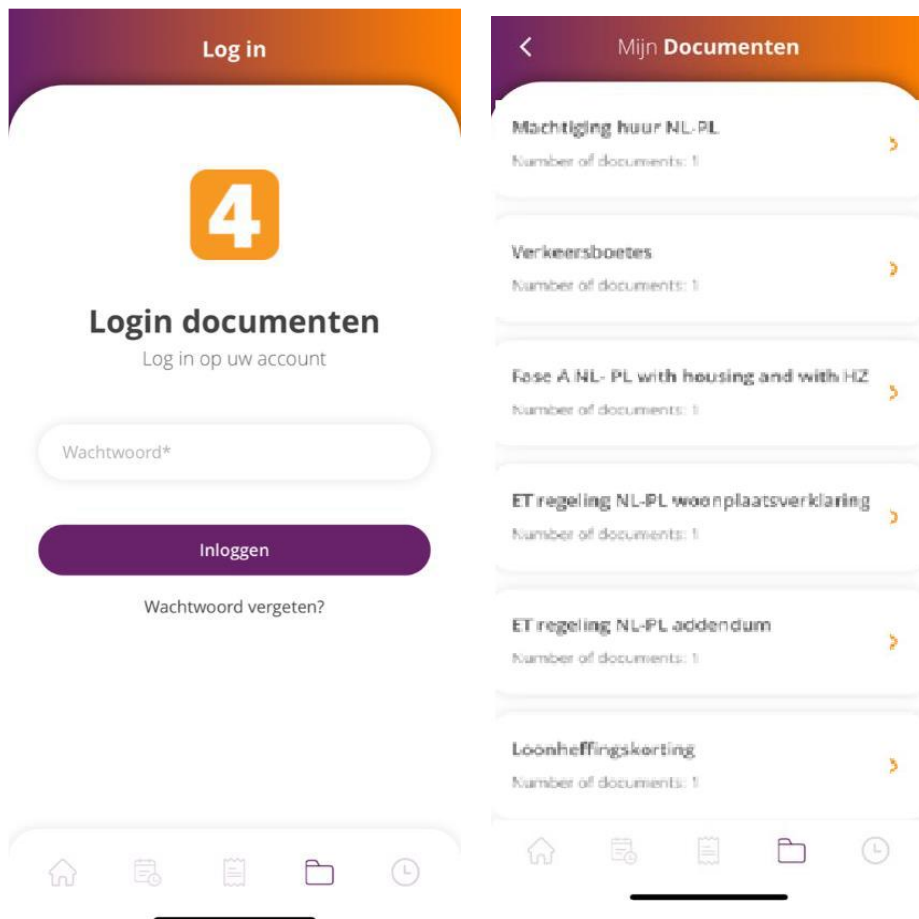 Log in
4
Login documenten
Log in op uw account
Wachtwoord*
Inloggen
Wachtwoord vergeten?
Mijn Documenten
Machtiging huur NL-PL
Number of documents: 1
Verkeersboetes
Number of documents: 1
Fase A NL- PL with housing and with HZ
Number of documents: 1
ET regeling NL-PL woonplaatsverklaring
Number of documents: 1
ET regeling NL-PL addendum
Number of documents: 1
Loonheffingskorting
Number of documents: 1